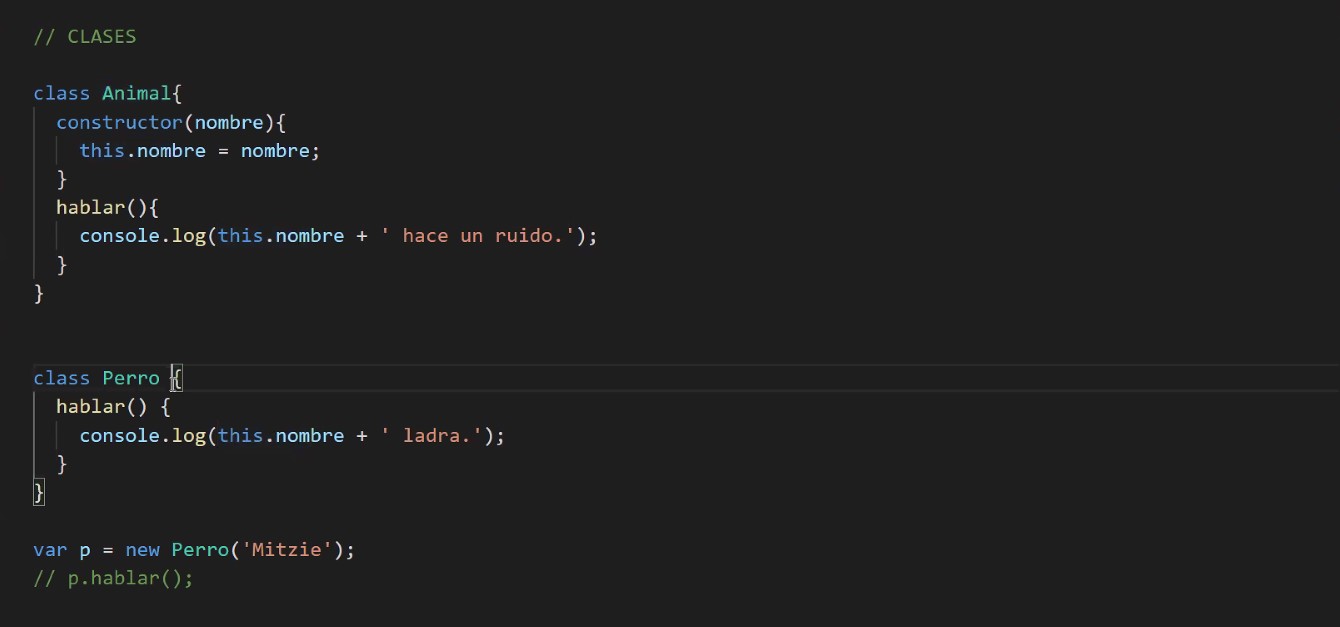 // CLASES
class Animal{
constructor(nombre){
this.nombre = nombre;
}
hablar(){
console.log(this.nombre + ' hace un ruido.');
}
}
class Perro {
hablar() {
console.log(this.nombre + ' ladra.');
}
}
var p = new Perro('Mitzie');
// p.hablar();